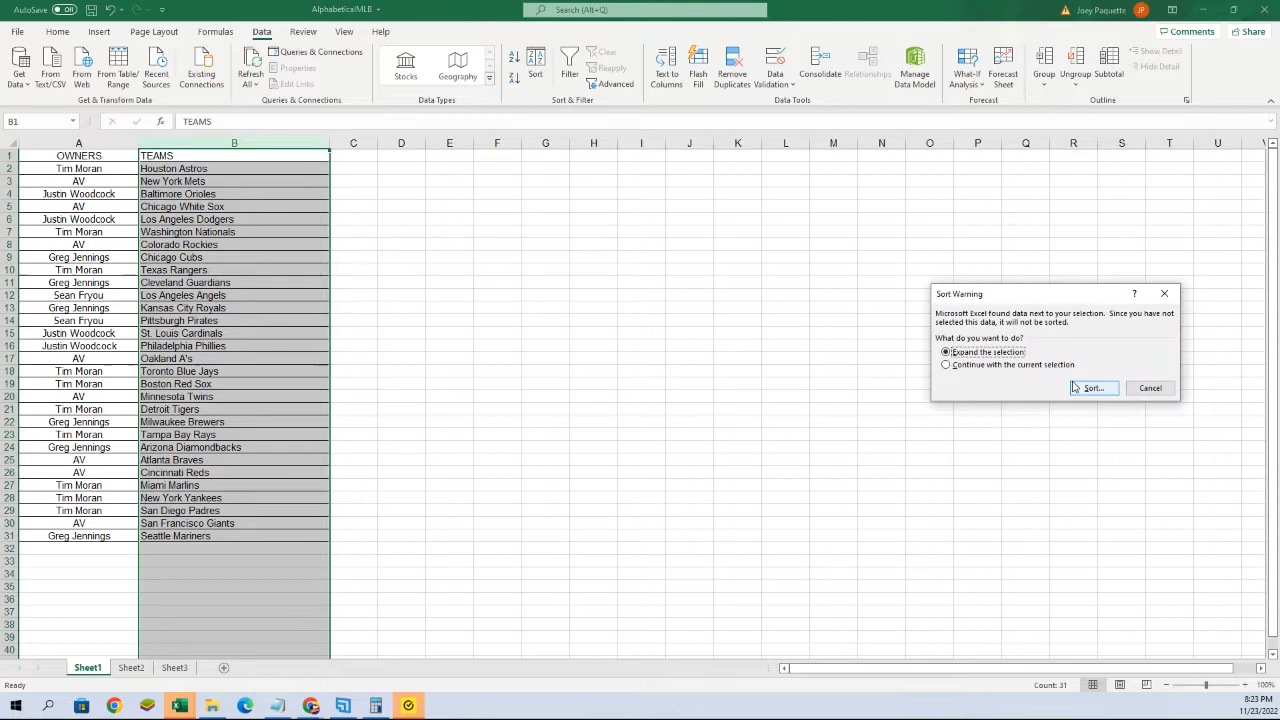 AutoSave Off AlphabeticalMLB Search (Alt+Q) Joey Paquette JP
File Home Insert Page Layout Formulas Data Review View Help Comments Share
Get Data From Text/CSV From Web From Table/Range Recent Sources Existing Connections Refresh All Queries & Connections Properties Edit Links Stocks Geography Sort Filter Clear Reapply Advanced Text to Columns Flash Fill Remove Duplicates Data Validation Consolidate Relationships Manage Data Model What-If Analysis Forecast Sheet Group Ungroup Subtotal Show Detail Hide Detail
Get & Transform Data Queries & Connections Data Types Sort & Filter Data Tools Forecast Outline
B1 fx TEAMS
A B C D E F G H I J K L M N O P Q R S T U V
1 OWNERS TEAMS
2 Tim Moran Houston Astros
3 AV New York Mets
4 Justin Woodcock Baltimore Orioles
5 AV Chicago White Sox
6 Justin Woodcock Los Angeles Dodgers
7 Tim Moran Washington Nationals
8 AV Colorado Rockies
9 Greg Jennings Chicago Cubs
10 Tim Moran Texas Rangers
11 Greg Jennings Cleveland Guardians
12 Sean Fryou Los Angeles Angels
13 Greg Jennings Kansas City Royals
14 Sean Fryou Pittsburgh Pirates
15 Justin Woodcock St. Louis Cardinals
16 Justin Woodcock Philadelphia Phillies
17 AV Oakland A's
18 Tim Moran Toronto Blue Jays
19 Tim Moran Boston Red Sox
20 AV Minnesota Twins
21 Tim Moran Detroit Tigers
22 Greg Jennings Milwaukee Brewers
23 Tim Moran Tampa Bay Rays
24 Greg Jennings Arizona Diamondbacks
25 AV Atlanta Braves
26 AV Cincinnati Reds
27 Tim Moran Miami Marlins
28 Tim Moran New York Yankees
29 Tim Moran San Diego Padres
30 AV San Francisco Giants
31 Greg Jennings Seattle Mariners
32
33
34
35
36
37
38
39
40
Sort Warning ?
Microsoft Excel found data next to your selection. Since you have not
selected this data, it will not be sorted.
What do you want to do?
Expand the selection
Continue with the current selection
Sort... Cancel
Sheet1 Sheet2 Sheet3
Ready Count: 31 100%
8:23 PM
11/23/2022